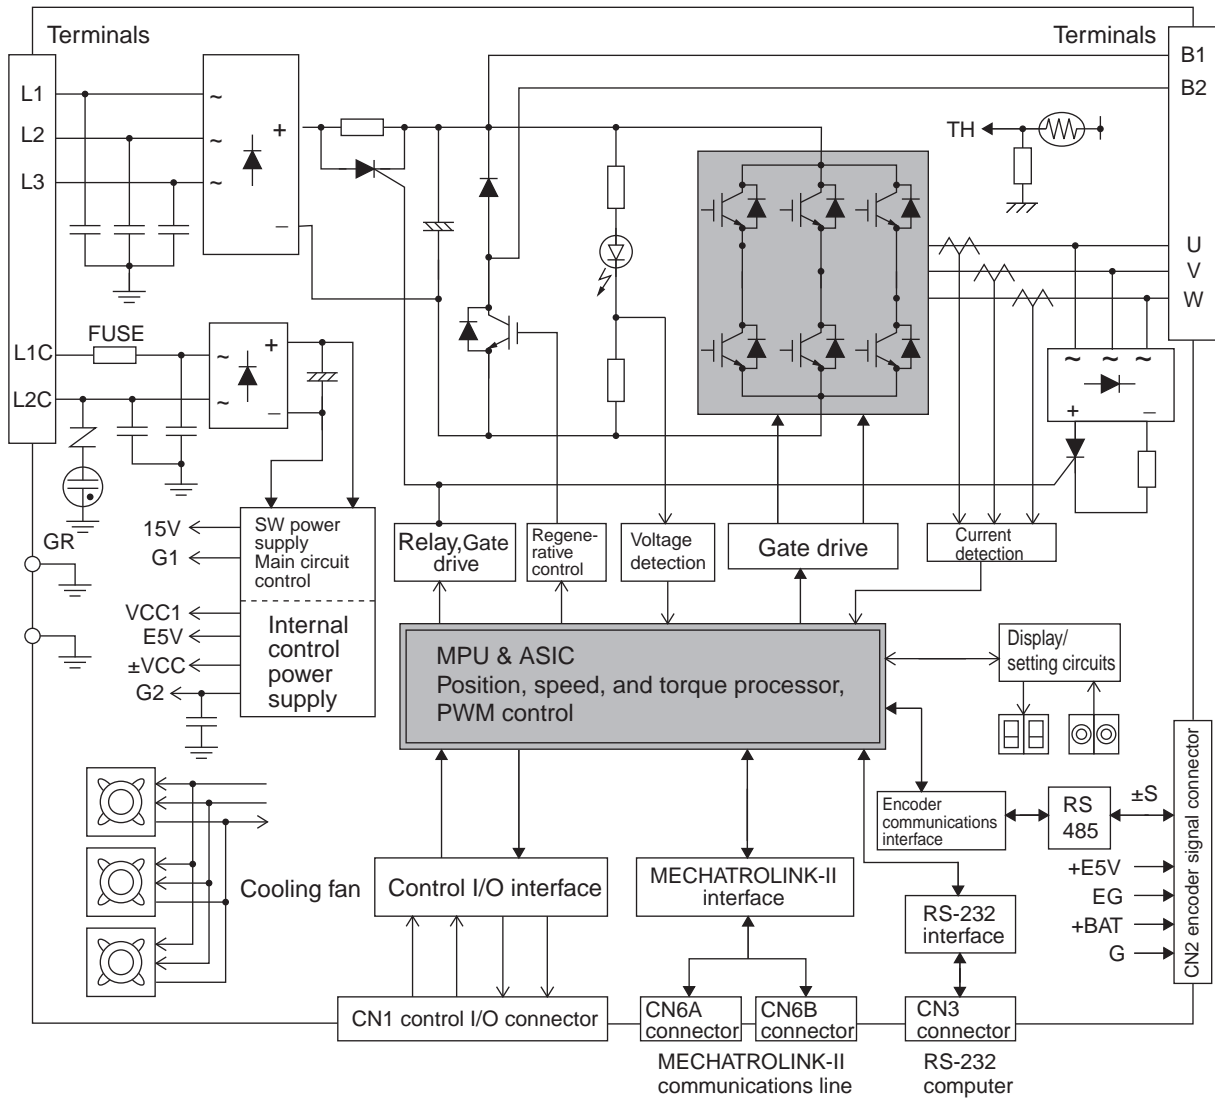 Terminals
Terminals
B1
B2
L1
L2
L3
~
~
~
+
−
TH
U
V
W
FUSE
L1C
L2C
~
~
+
−
~ ~ ~
+ −
GR
15V
G1
VCC1
E5V
±VCC
G2
SW power
supply
Main circuit
control
Internal
control
power
supply
Relay,Gate
drive
Regene-
rative
control
Voltage
detection
Gate drive
Current
detection
MPU & ASIC
Position, speed, and torque processor,
PWM control
Display/
setting circuits
Encoder
communications
interface
RS
485
±S
+E5V
EG
+BAT
G
CN2 encoder signal connector
Cooling fan
Control I/O interface
MECHATROLINK-II
interface
RS-232
interface
CN1 control I/O connector
CN6A
connector
CN6B
connector
CN3
connector
MECHATROLINK-II
communications line
RS-232
computer